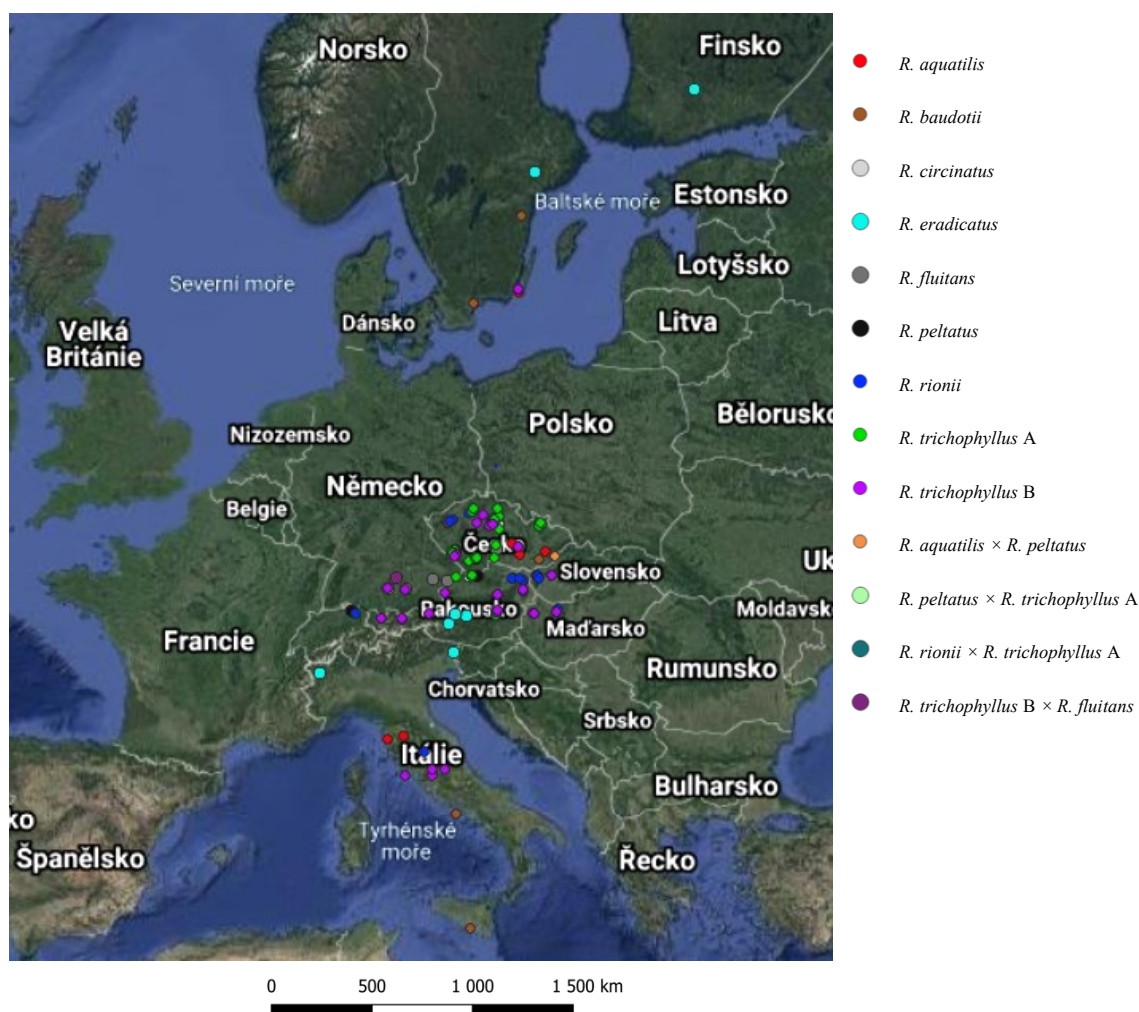 Norsko
Finsko
Baltské moře
Estonsko
Lotyšsko
Severní moře
Dánsko
Litva
Velká
Británie
Bělorusko
Polsko
Nizozemsko
Německo
Belgie
Česko
Uk
Slovensko
Rakousko
Moldavsko
Maďarsko
Francie
Rumunsko
Chorvatsko
Srbsko
Itálie
Bulharsko
ko
Tyrhénské
moře
Španělsko
Řecko
R. aquatilis
R. baudotii
R. circinatus
R. eradicatus
R. fluitans
R. peltatus
R. rionii
R. trichophyllus A
R. trichophyllus B
R. aquatilis × R. peltatus
R. peltatus × R. trichophyllus A
R. rionii × R. trichophyllus A
R. trichophyllus B × R. fluitans
0 500 1 000 1 500 km